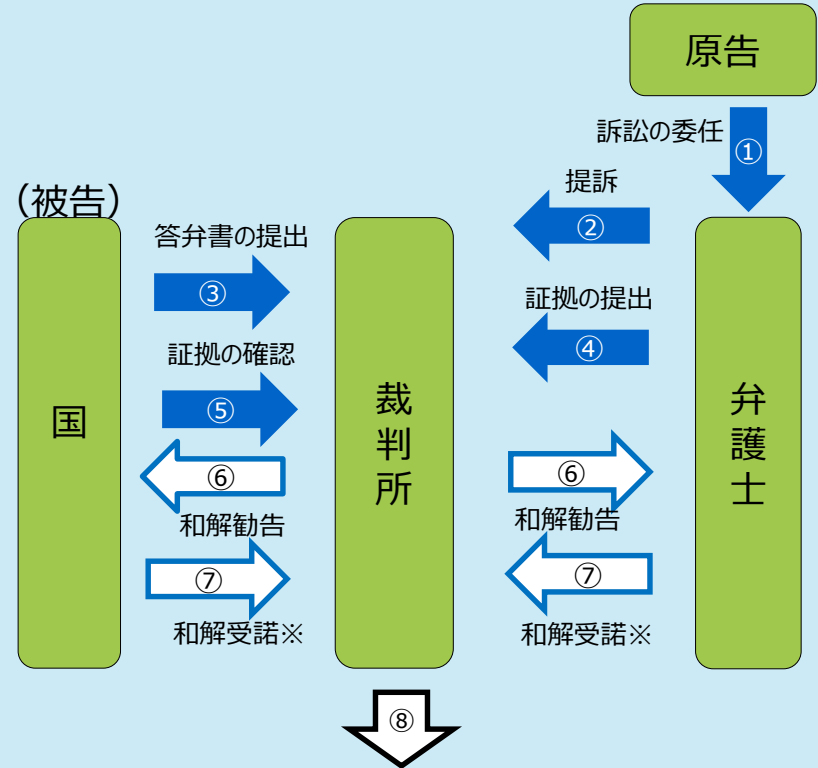 原告
訴訟の委任
①
提訴
②
(被告)
答弁書の提出
③
証拠の提出
④
証拠の確認
⑤
国
裁判所
弁護士
⑥
和解勧告
⑥
和解勧告
⑦
和解受諾※
⑦
和解受諾※
⑧